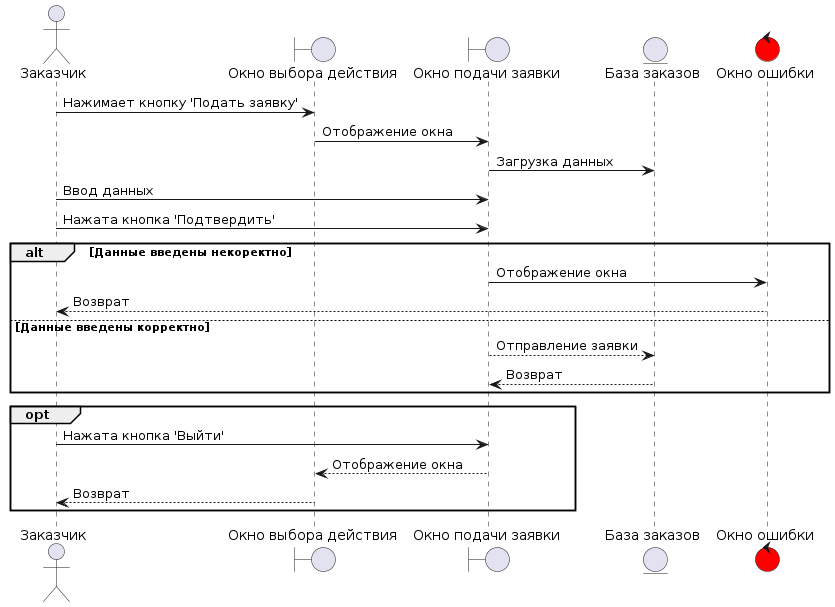 Заказчик
Окно выбора действия
Окно подачи заявки
База заказов
Окно ошибки
Нажимает кнопку 'Подать заявку'
Отображение окна
Загрузка данных
Ввод данных
Нажата кнопка 'Подтвердить'
alt [Данные введены некоректно]
Отображение окна
Возврат
[Данные введены корректно]
Отправление заявки
Возврат
opt
Нажата кнопка 'Выйти'
Отображение окна
Возврат
Заказчик
Окно выбора действия
Окно подачи заявки
База заказов
Окно ошибки